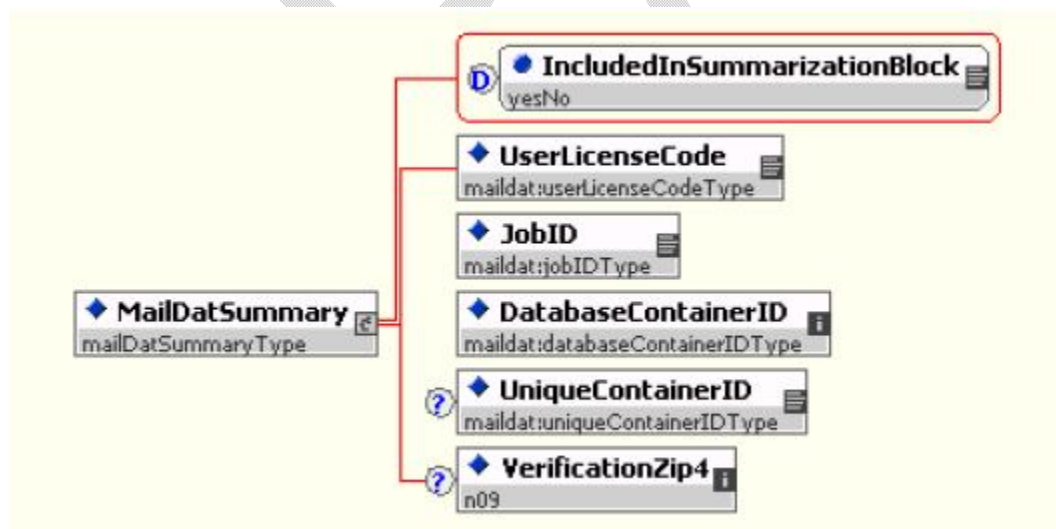 D
IncludedInSummarizationBlock
yesNo
UserLicenseCode
maildat:userLicenseCodeType
JobID
maildat:jobIDType
MailDatSummary
mailDatSummaryType
DatabaseContainerID
maildat:databaseContainerIDType
?
UniqueContainerID
maildat:uniqueContainerIDType
?
VerificationZip4
n09